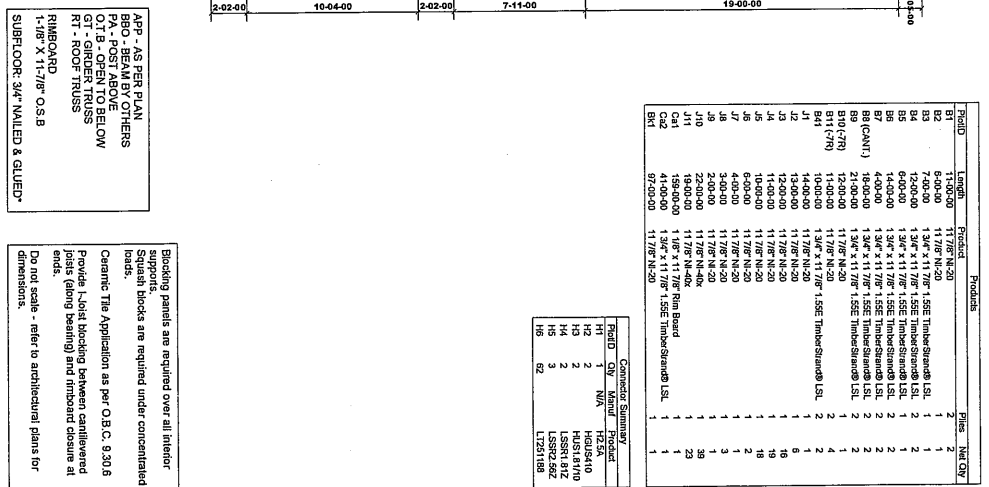 2-02-00 10-04-00 2-02-00 7-11-00 19-00-00
Products
PlotID Length Product Plies Net Qty
B1 11-00-00 11 7/8" NI-20 2 2
B2 6-00-00 11 7/8" NI-20 1 1
B3 7-00-00 1 3/4" x 11 7/8" 1.55E TimberStrand® LSL 1 1
B4 12-00-00 1 3/4" x 11 7/8" 1.55E TimberStrand® LSL 2 2
B5 6-00-00 1 3/4" x 11 7/8" 1.55E TimberStrand® LSL 1 1
B6 14-00-00 1 3/4" x 11 7/8" 1.55E TimberStrand® LSL 2 2
B7 4-00-00 1 3/4" x 11 7/8" 1.55E TimberStrand® LSL 2 2
B8 (CANT.) 18-00-00 1 3/4" x 11 7/8" 1.55E TimberStrand® LSL 2 2
B9 21-00-00 1 3/4" x 11 7/8" 1.55E TimberStrand® LSL 2 2
B10 (-7R) 12-00-00 11 7/8" NI-20 1 1
B11 (-7R) 11-00-00 11 7/8" NI-20 1 4
B41 10-00-00 1 3/4" x 11 7/8" 1.55E TimberStrand® LSL 2 2
J1 14-00-00 11 7/8" NI-20 1 1
J2 13-00-00 11 7/8" NI-20 1 6
J3 12-00-00 11 7/8" NI-20 1 16
J4 11-00-00 11 7/8" NI-20 1 19
J5 10-00-00 11 7/8" NI-20 1 18
J6 6-00-00 11 7/8" NI-20 1 2
J7 4-00-00 11 7/8" NI-20 1 1
J8 3-00-00 11 7/8" NI-20 1 3
J9 2-00-00 11 7/8" NI-20 1 1
J10 22-00-00 11 7/8" NI-40x 1 39
J11 19-00-00 11 7/8" NI-40x 1 23
Ca1 159-00-00 1 1/8" x 11 7/8" Rim Board 1 1
Ca2 41-00-00 1 3/4" x 11 7/8" 1.55E TimberStrand® LSL 1 1
Bk1 97-00-00 11 7/8" NI-20 1 1
Connector Summary
PlotID Qty Manuf Product
H1 1 N/A H2.5A
H2 2 HGUS410
H3 2 HUS1.81/10
H4 2 LSSR1.81Z
H5 3 LSSR2.56Z
H6 62 LT251188
APP - AS PER PLAN
BBO - BEAM BY OTHERS
PA - POST ABOVE
O.T.B - OPEN TO BELOW
GT - GIRDER TRUSS
RT - ROOF TRUSS
RIMBOARD
1-1/8" X 11-7/8" O.S.B
SUBFLOOR: 3/4" NAILED & GLUED"
Blocking panels are required over all interior
supports.
Squash blocks are required under concentrated
loads.
Ceramic Tile Application as per O.B.C. 9.30.6
Provide I-Joist blocking between cantilevered
joists (along bearing) and rimboard closure at
ends.
Do not scale - refer to architectural plans for
dimensions.